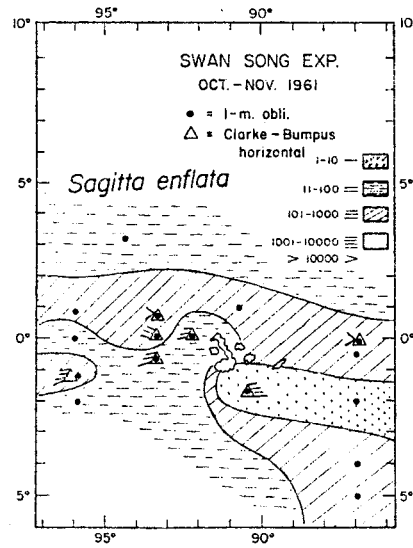 95° 90°
10° 10°
SWAN SONG EXP.
OCT.-NOV. 1961
• = 1-m. obli.
△ = Clarke-Bumpus
horizontal
1-10
11-100
101-1000
1001-10000
> 10000
Sagitta enflata
5° 5°
0° 0°
5° 5°
95° 90°